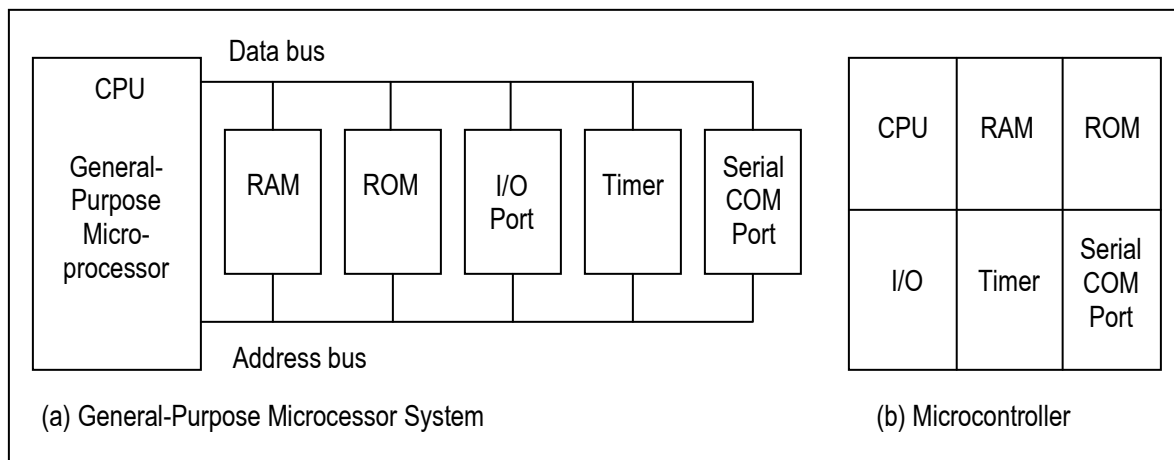 Data bus
CPU
General-
Purpose
Micro-
processor
RAM
ROM
I/O
Port
Timer
Serial
COM
Port
Address bus
(a) General-Purpose Microcessor System
CPU
RAM
ROM
I/O
Timer
Serial
COM
Port
(b) Microcontroller